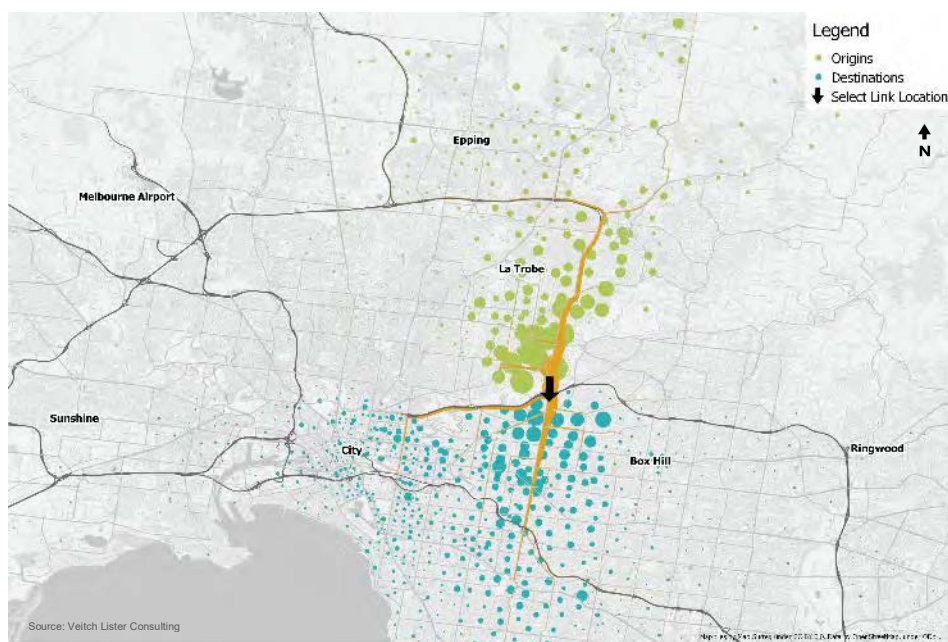 Legend
Origins
Destinations
Select Link Location
N
Epping
Melbourne Airport
La Trobe
Sunshine
City
Box Hill
Ringwood
Source: Veitch Lister Consulting